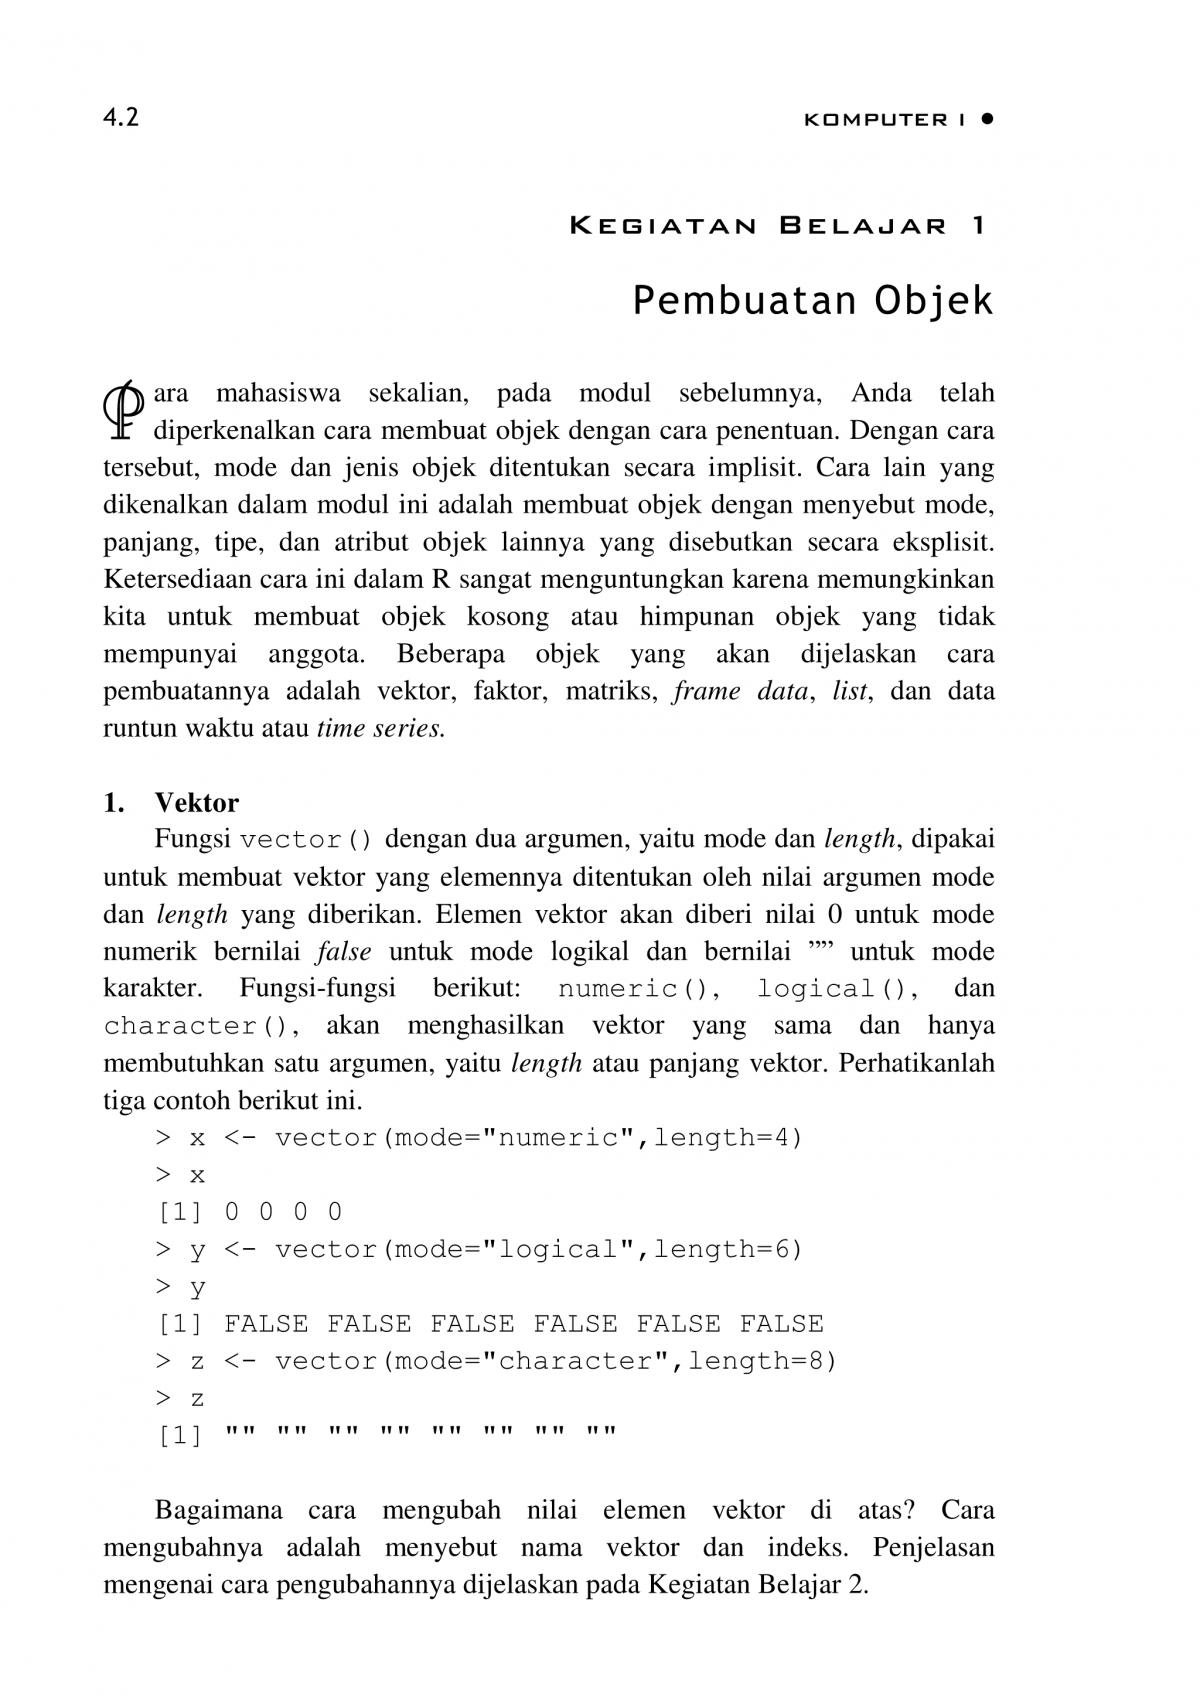 4.2 KOMPUTER I ●
KEGIATAN BELAJAR 1
Pembuatan Objek
Para mahasiswa sekalian, pada modul sebelumnya, Anda telah
diperkenalkan cara membuat objek dengan cara penentuan. Dengan cara
tersebut, mode dan jenis objek ditentukan secara implisit. Cara lain yang
dikenalkan dalam modul ini adalah membuat objek dengan menyebut mode,
panjang, tipe, dan atribut objek lainnya yang disebutkan secara eksplisit.
Ketersediaan cara ini dalam R sangat menguntungkan karena memungkinkan
kita untuk membuat objek kosong atau himpunan objek yang tidak
mempunyai anggota. Beberapa objek yang akan dijelaskan cara
pembuatannya adalah vektor, faktor, matriks, frame data, list, dan data
runtun waktu atau time series.
1. Vektor
Fungsi vector() dengan dua argumen, yaitu mode dan length, dipakai
untuk membuat vektor yang elemennya ditentukan oleh nilai argumen mode
dan length yang diberikan. Elemen vektor akan diberi nilai 0 untuk mode
numerik bernilai false untuk mode logikal dan bernilai ”” untuk mode
karakter. Fungsi-fungsi berikut: numeric(), logical(), dan
character(), akan menghasilkan vektor yang sama dan hanya
membutuhkan satu argumen, yaitu length atau panjang vektor. Perhatikanlah
tiga contoh berikut ini.
> x <- vector(mode="numeric",length=4)
> x
[1] 0 0 0 0
> y <- vector(mode="logical",length=6)
> y
[1] FALSE FALSE FALSE FALSE FALSE FALSE
> z <- vector(mode="character",length=8)
> z
[1] "" "" "" "" "" "" "" ""
Bagaimana cara mengubah nilai elemen vektor di atas? Cara
mengubahnya adalah menyebut nama vektor dan indeks. Penjelasan
mengenai cara pengubahannya dijelaskan pada Kegiatan Belajar 2.